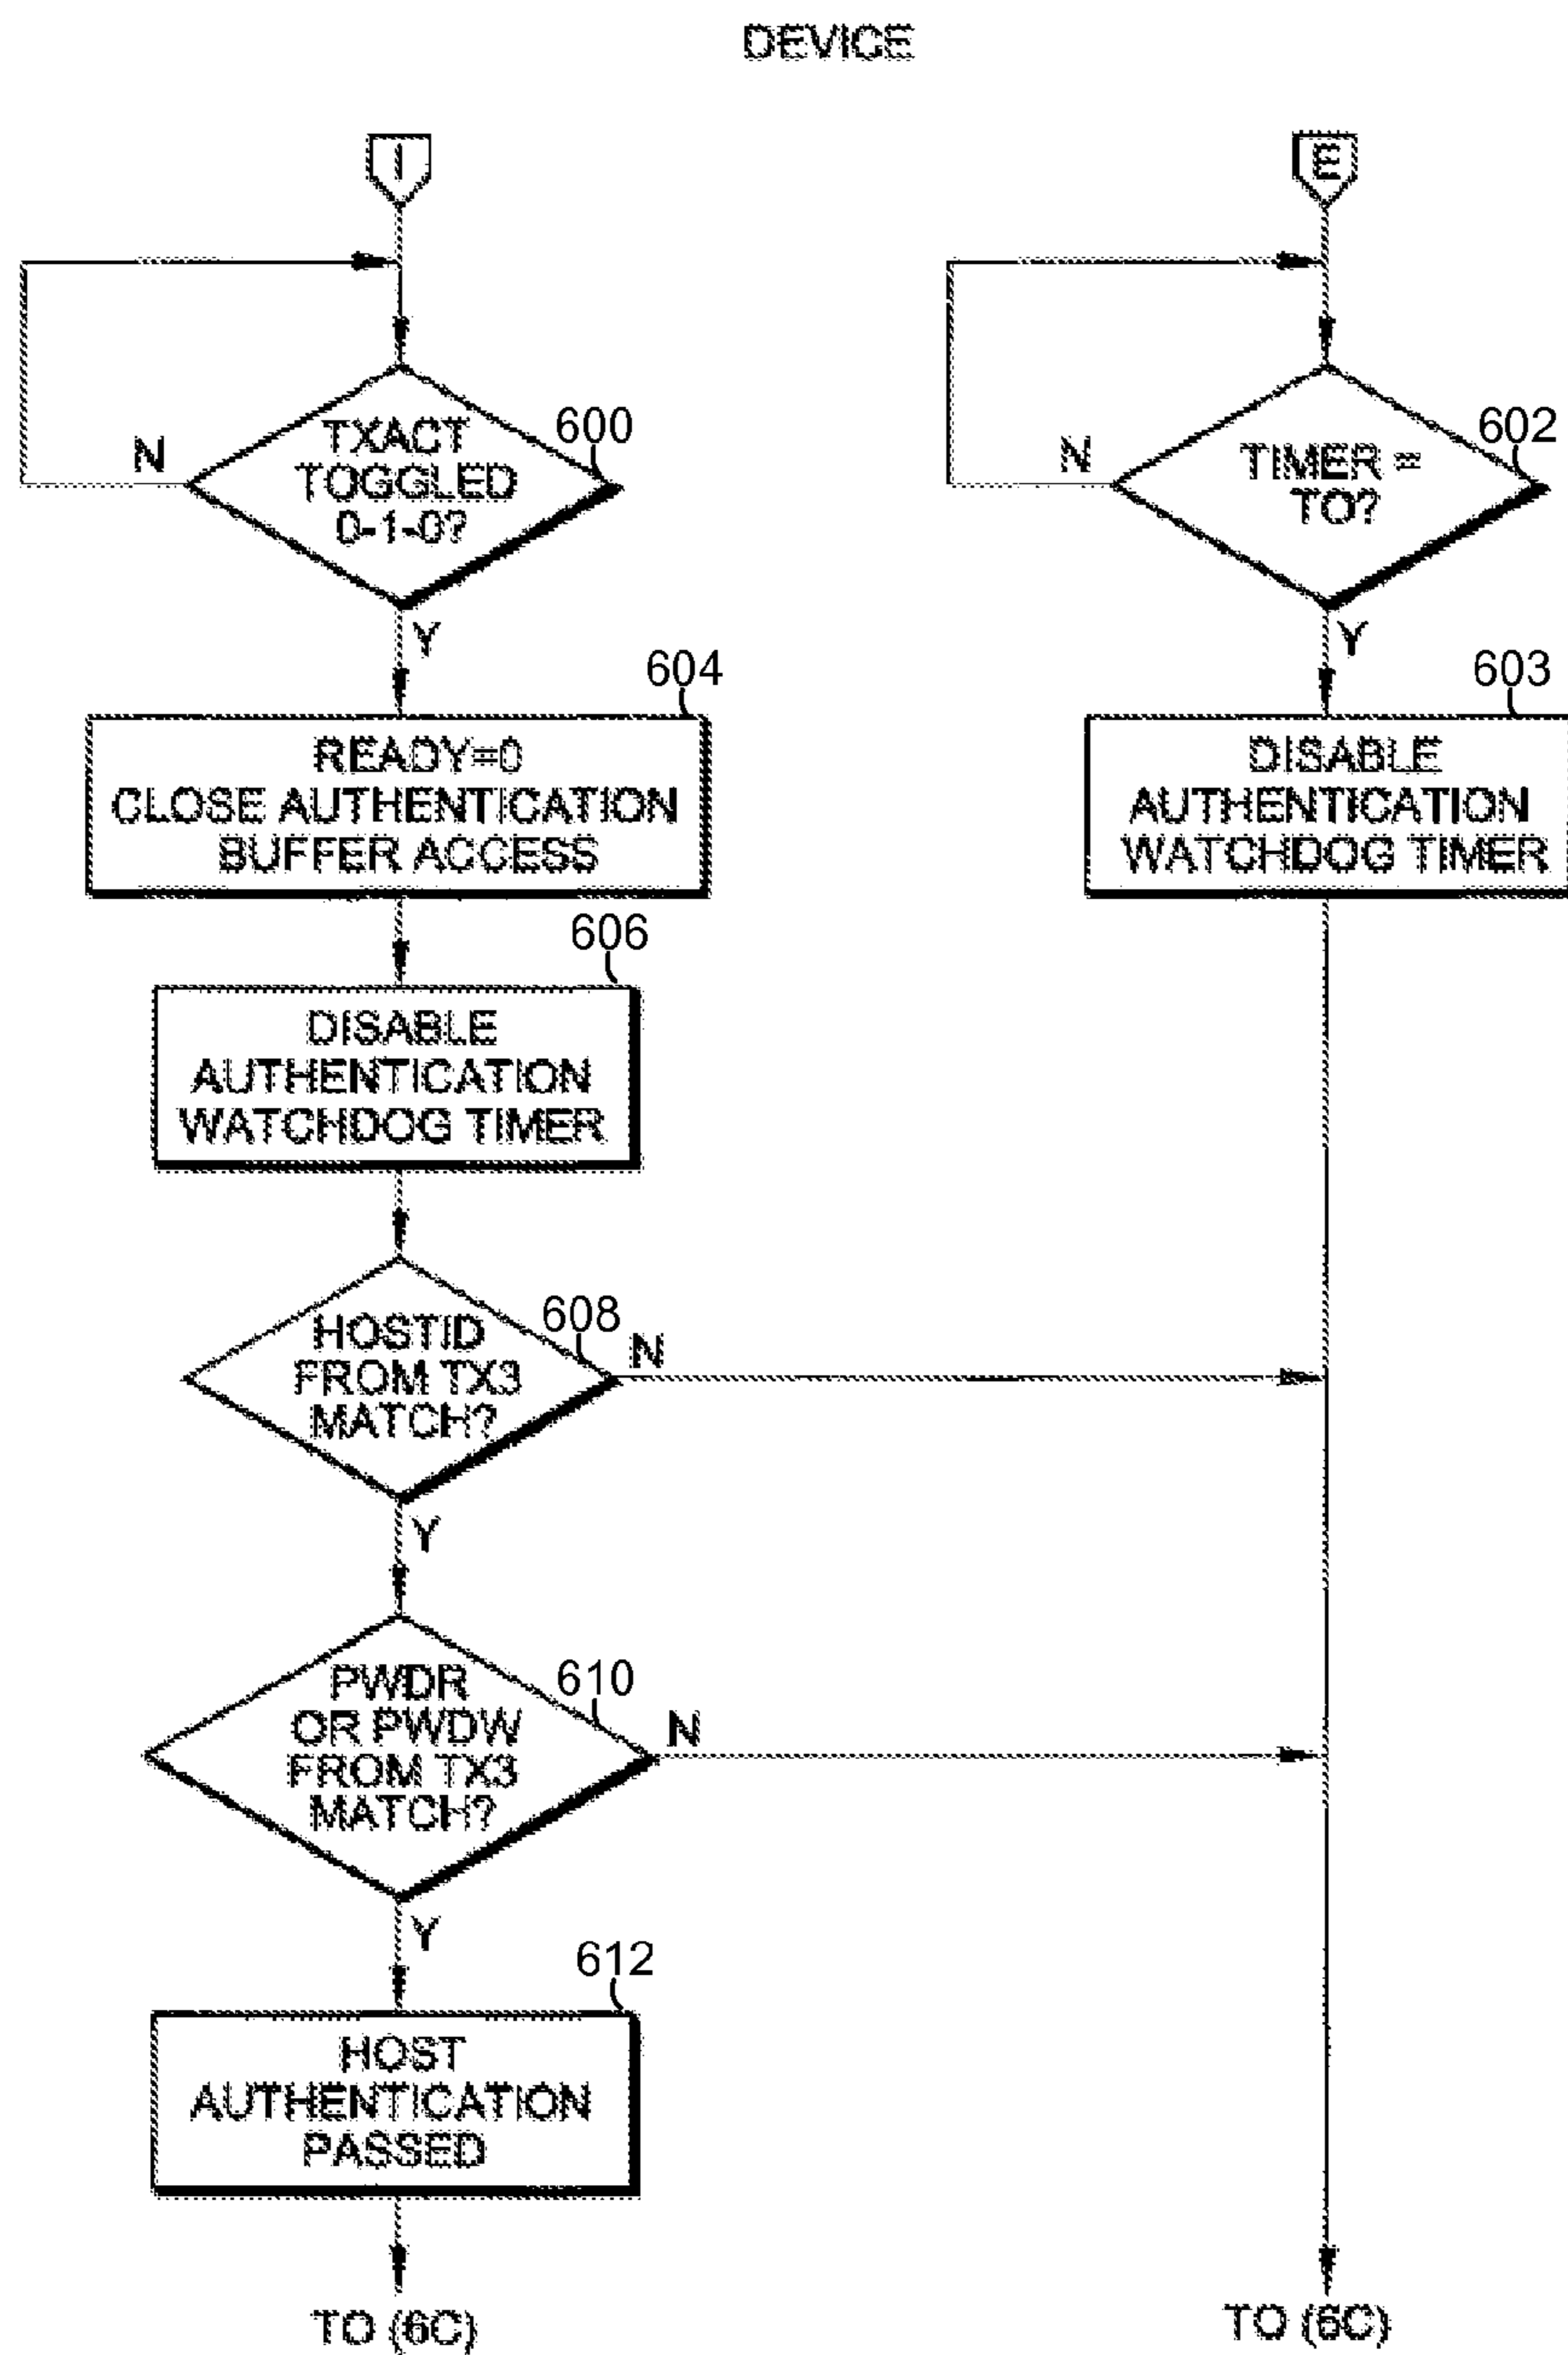 DEVICE
I
E
N
TXACT
TOGGLED
0-1-0?
600
Y
N
TIMER =
TO?
602
Y
604
READY=0
CLOSE AUTHENTICATION
BUFFER ACCESS
603
DISABLE
AUTHENTICATION
WATCHDOG TIMER
606
DISABLE
AUTHENTICATION
WATCHDOG TIMER
608
HOSTID
FROM TX3
MATCH?
N
Y
610
PWDR
OR PWDW
FROM TX3
MATCH?
N
Y
612
HOST
AUTHENTICATION
PASSED
TO (6C)
TO (6C)